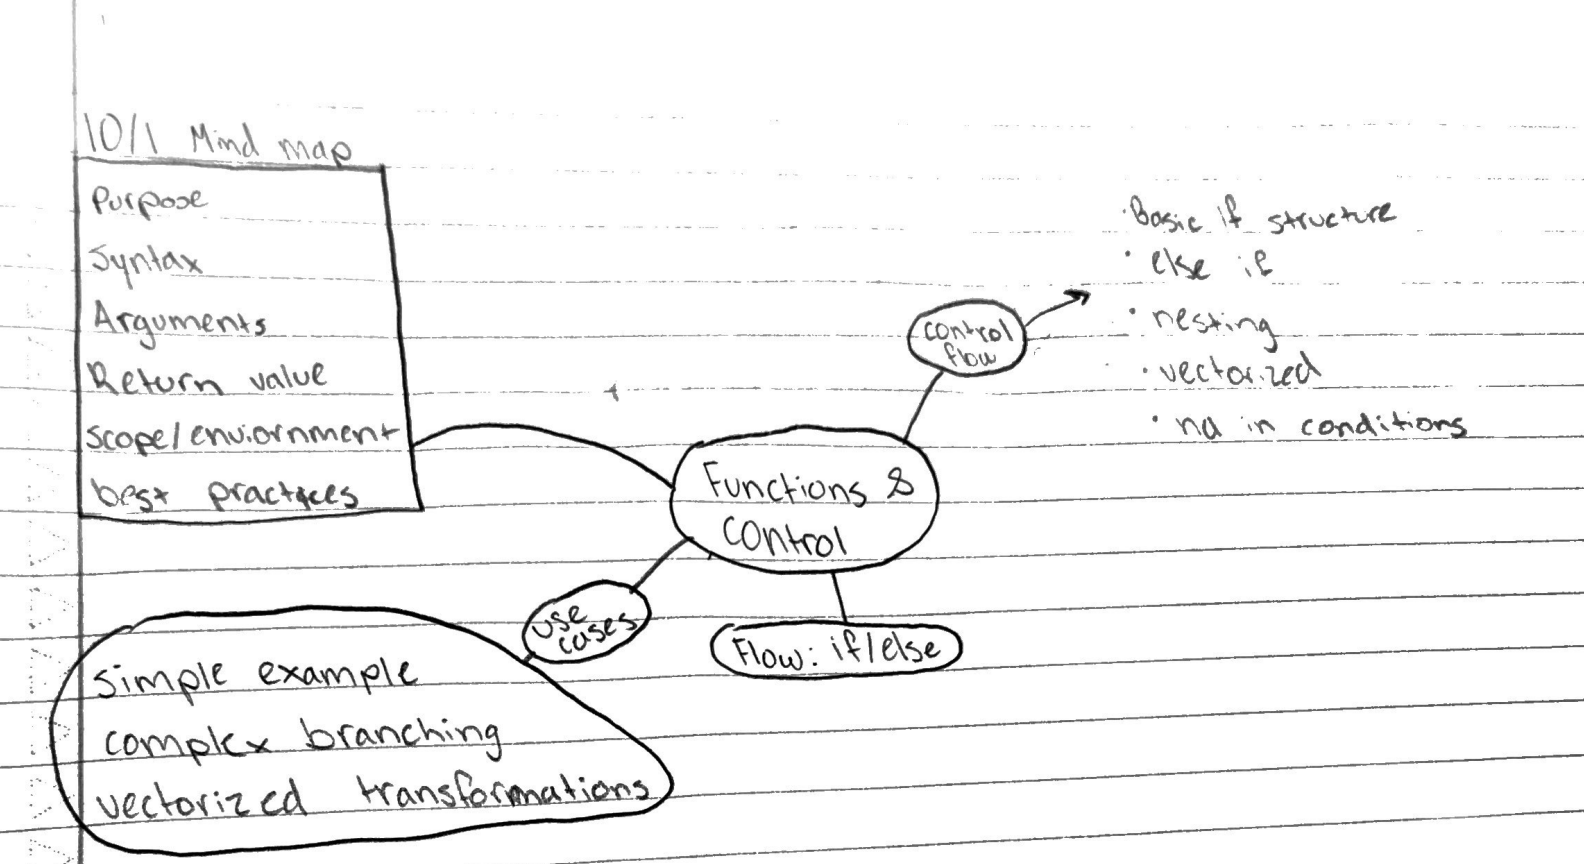 10/1 Mind map
Purpose
Syntax
Arguments
Return value
scope/enviornment
best practices
Basic if structure
• else if
• nesting
• vectorized
• na in conditions
control
flow
Functions &
control
use
cases
Flow: if/else
simple example
complex branching
vectorized transformations